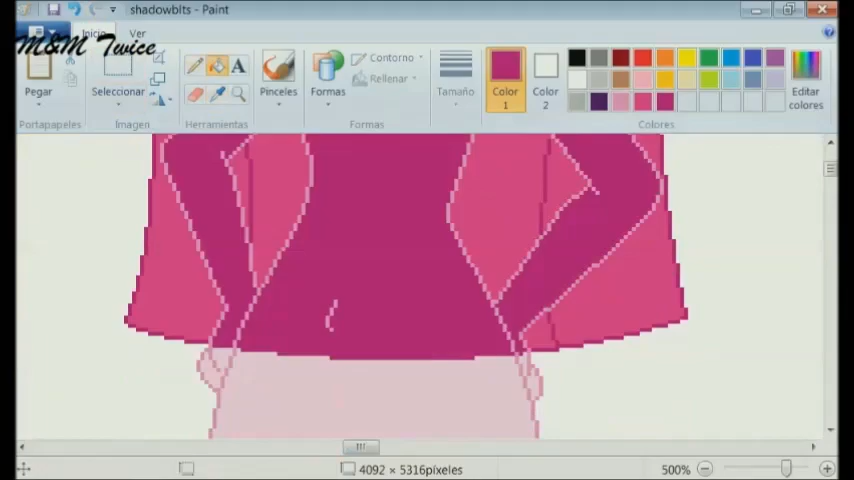 shadowblts - Paint
Inicio Ver
M&M Twice
Pegar
Seleccionar
Pinceles
Formas
Contorno
Rellenar
Tamaño
Color 1
Color 2
Editar colores
Portapapeles
Imagen
Herramientas
Formas
Colores
4092 × 5316píxeles
500%